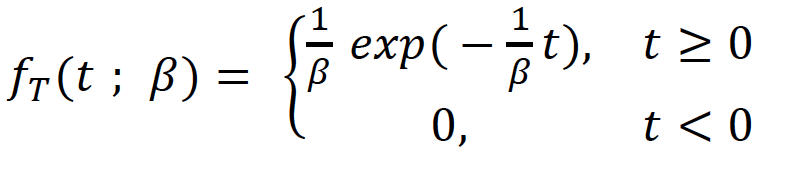 f_T(t ; β) = { 1/β exp(− 1/β t), t ≥ 0
0, t < 0